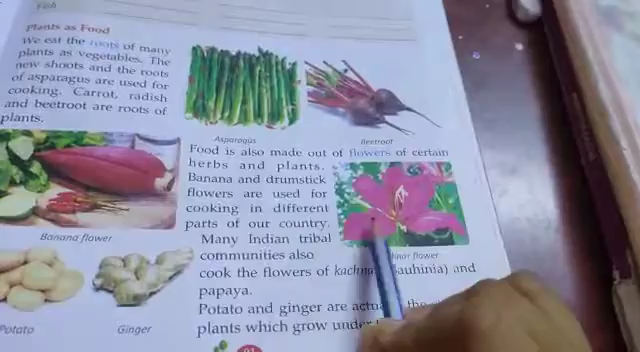 Fish
Plants as Food
We eat the roots of many
plants as vegetables. The
new shoots and the roots
of asparagus are used for
cooking. Carrot, radish
and beetroot are roots of
plants.
Asparagus
Beetroot
Food is also made out of flowers of certain
herbs and plants.
Banana and drumstick
flowers are used for
cooking in different
parts of our country.
Many Indian tribal
communities also
cook the flowers of and
papaya.
Potato and ginger are
plants which grow
Banana flower
flower
Potato
Ginger
91